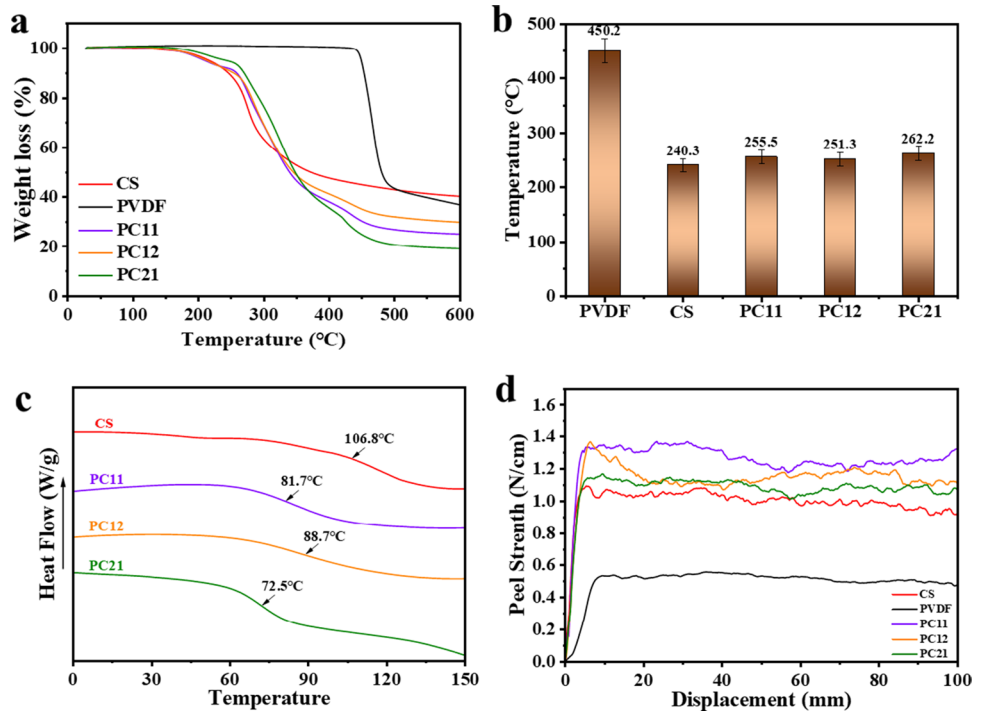 a
100
80
60
40
20
0
Weight loss (%)
CS
PVDF
PC11
PC12
PC21
0 100 200 300 400 500 600
Temperature (℃)
b
500
400
300
200
100
0
Temperature (℃)
450.2
240.3
255.5
251.3
262.2
PVDF CS PC11 PC12 PC21
c
Heat Flow (W/g)
CS
106.8℃
PC11
81.7℃
PC12
88.7℃
PC21
72.5℃
0 30 60 90 120 150
Temperature
d
1.6
1.4
1.2
1.0
0.8
0.6
0.4
0.2
0.0
Peel Strenth (N/cm)
CS
PVDF
PC11
PC12
PC21
0 20 40 60 80 100
Displacement (mm)